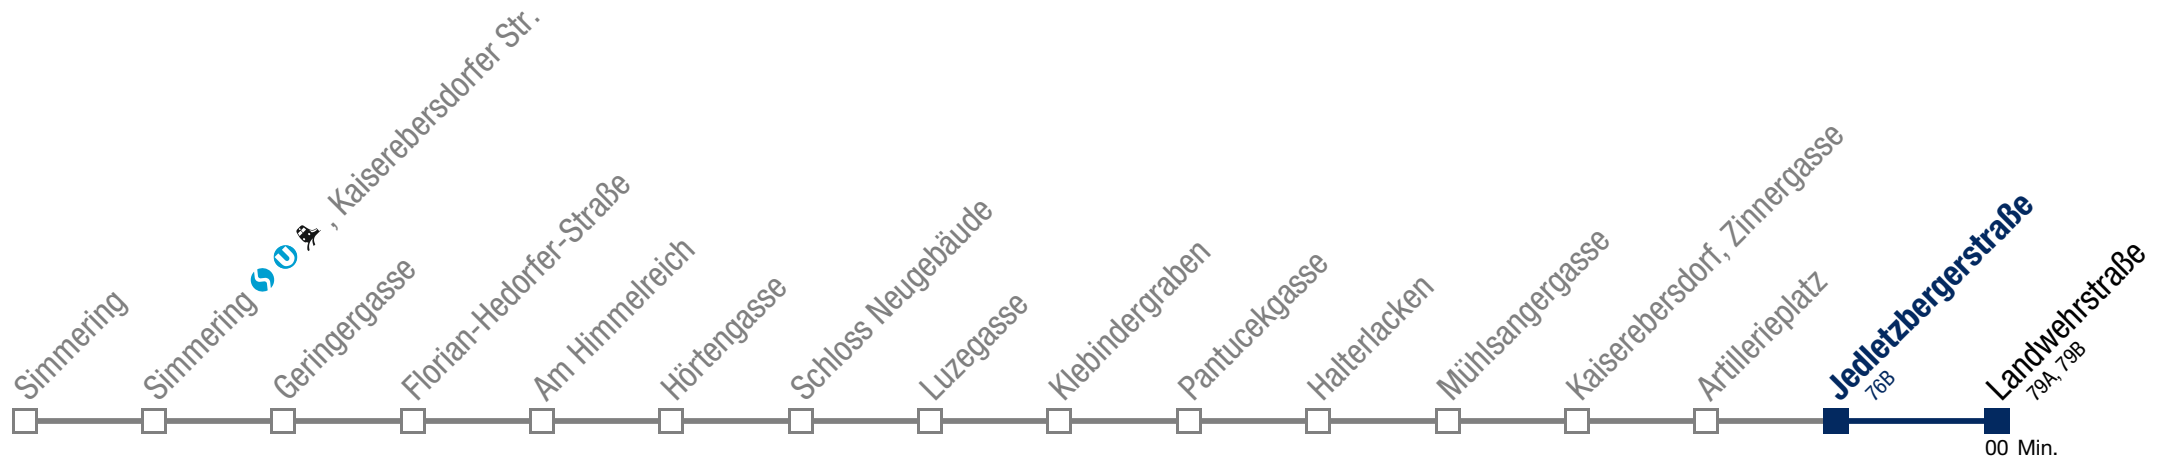 Simmering
Simmering , Kaiserebersdorfer Str.
Geringergasse
Florian-Hedorfer-Straße
Am Himmelreich
Hörtengasse
Schloss Neugebäude
Luzegasse
Klebindergraben
Pantucekgasse
Halterlacken
Mühlsangergasse
Kaiserebersdorf, Zinnergasse
Artillerieplatz
Jedletzbergerstraße
76B
Landwehrstraße
79A, 79B
00 Min.